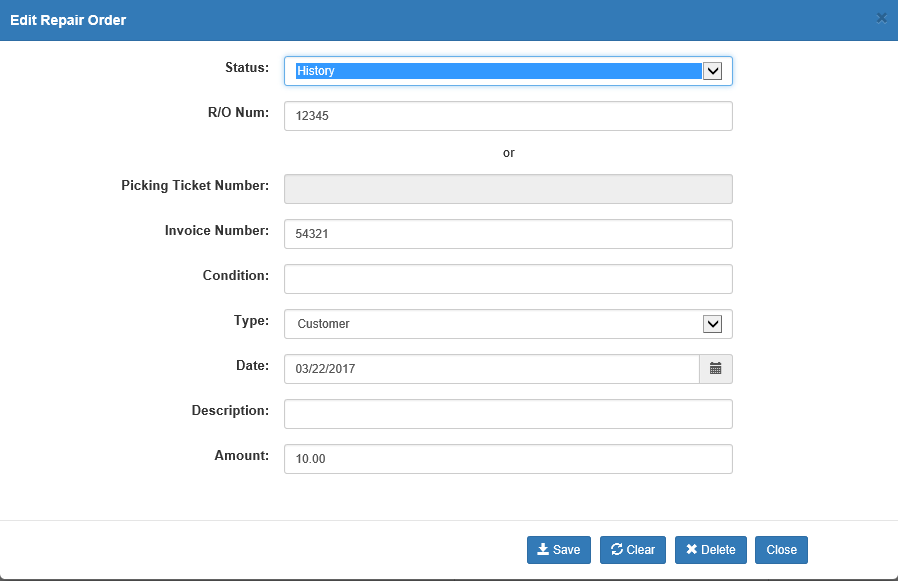 Edit Repair Order
×
Status: History
R/O Num: 12345
or
Picking Ticket Number:
Invoice Number: 54321
Condition:
Type: Customer
Date: 03/22/2017
Description:
Amount: 10.00
Save Clear Delete Close